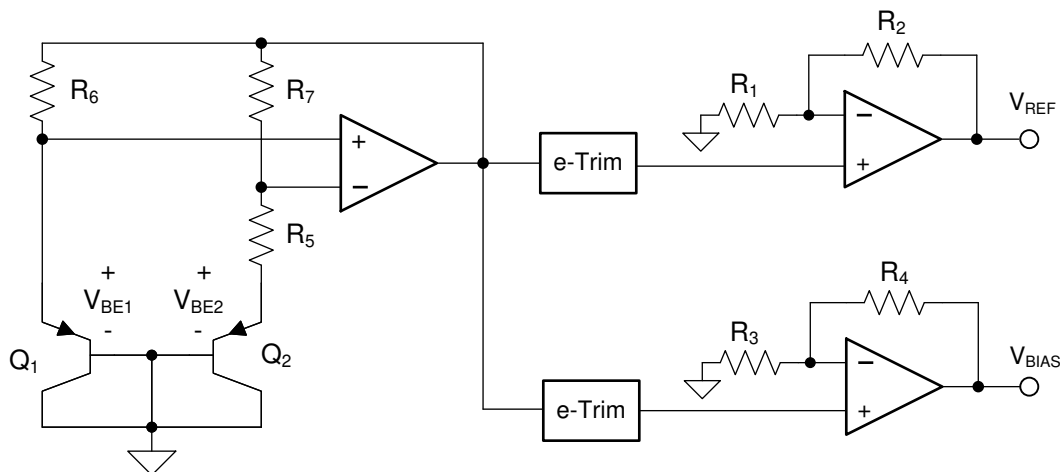 R6
R7
+
−
R5
+
VBE1
-
+
VBE2
-
Q1
Q2
e-Trim
R1
R2
−
+
VREF
e-Trim
R3
R4
−
+
VBIAS